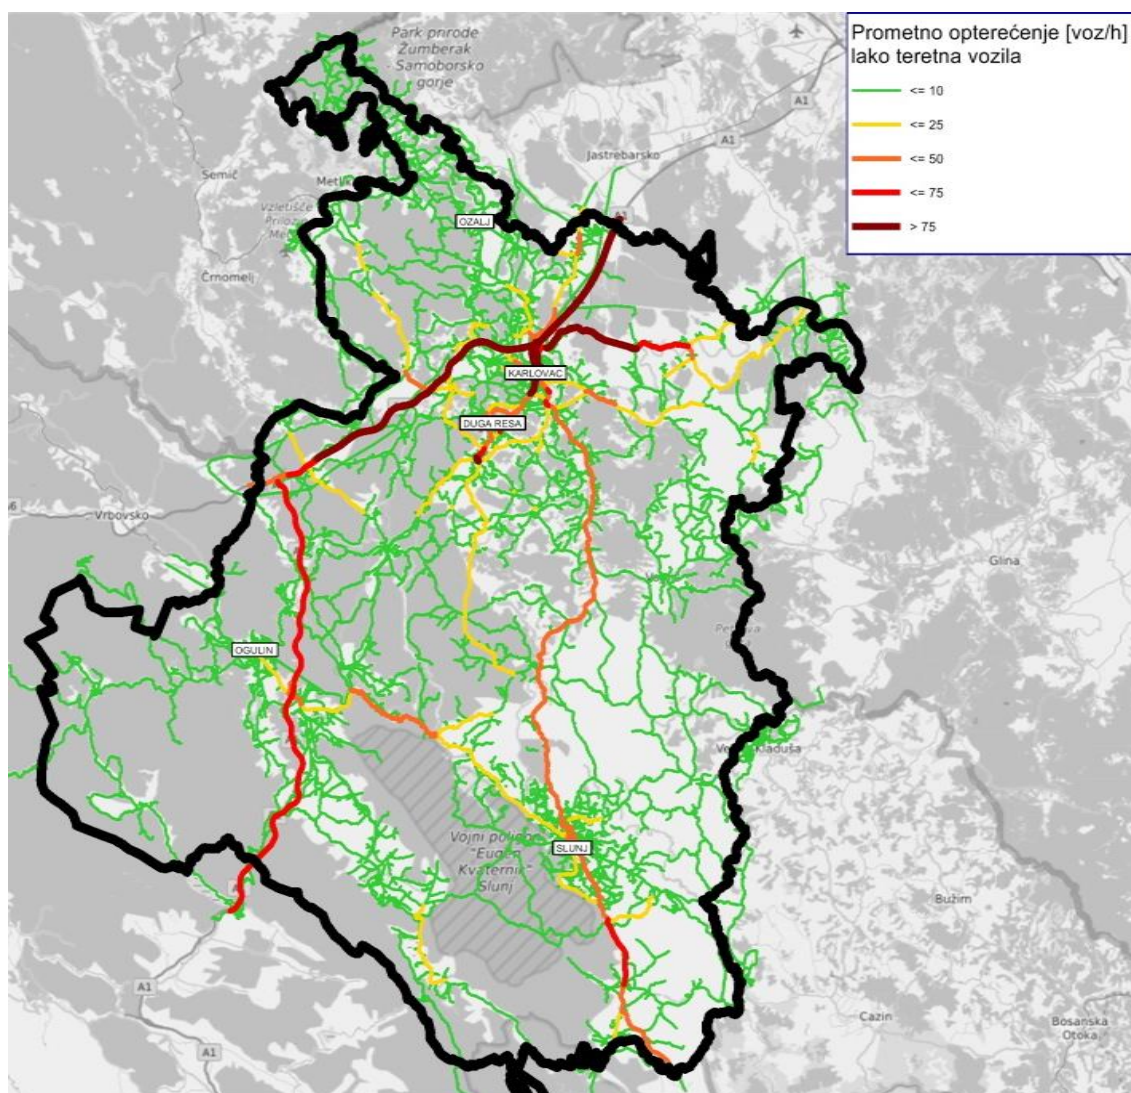 Prometno opterećenje [voz/h]
lako teretna vozila
<= 10
<= 25
<= 50
<= 75
> 75
Park prirode
Žumberak
- Samoborsko
gorje
A1
A1
Jastrebarsko
Semič
OZALJ
A1
Črnomelj
KARLOVAC
DUGA RESA
Vrbovsko
Glina
OGULIN
Vojni poligon
"Eugen
Kvaternik"
Slunj
SLUNJ
Bužim
A1
Cazin
Bosanska
Otoka
A1